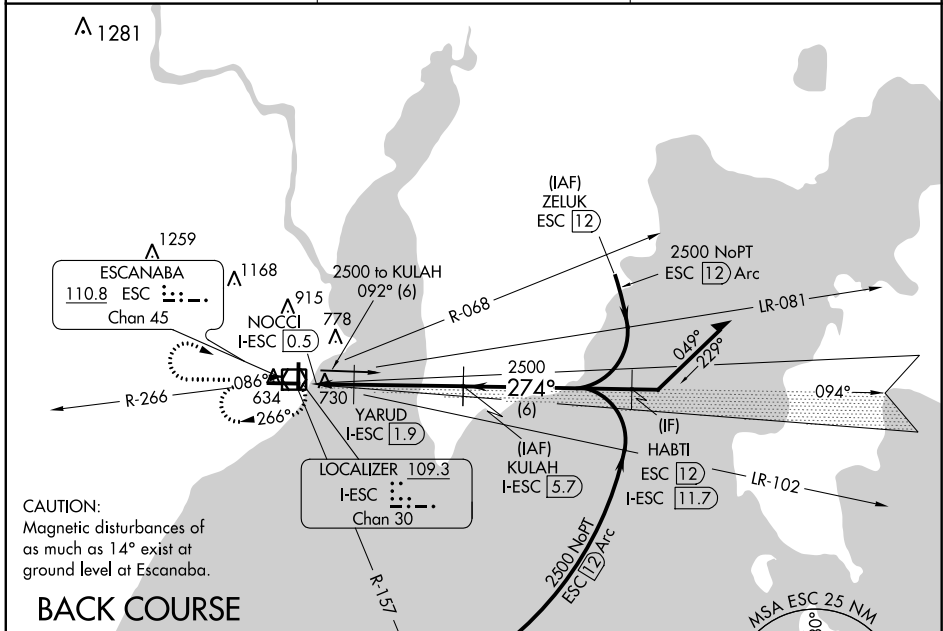 1281
(IAF)
ZELUK
ESC 12
2500 NoPT
ESC 12 Arc
1259
ESCANABA
110.8 ESC
Chan 45
1168
2500 to KULAH
092° (6)
R-068
LR-081
915
NOCCI
I-ESC 0.5
778
049°
229°
2500
274°
(6)
094°
086°
634
730
R-266
266°
YARUD
I-ESC 1.9
(IAF)
KULAH
I-ESC 5.7
(IF)
HABTI
ESC 12
I-ESC 11.7
LOCALIZER 109.3
I-ESC
Chan 30
LR-102
CAUTION:
Magnetic disturbances of
as much as 14° exist at
ground level at Escanaba.
2500 NoPT
ESC 12 Arc
R-157
BACK COURSE
MSA ESC 25 NM